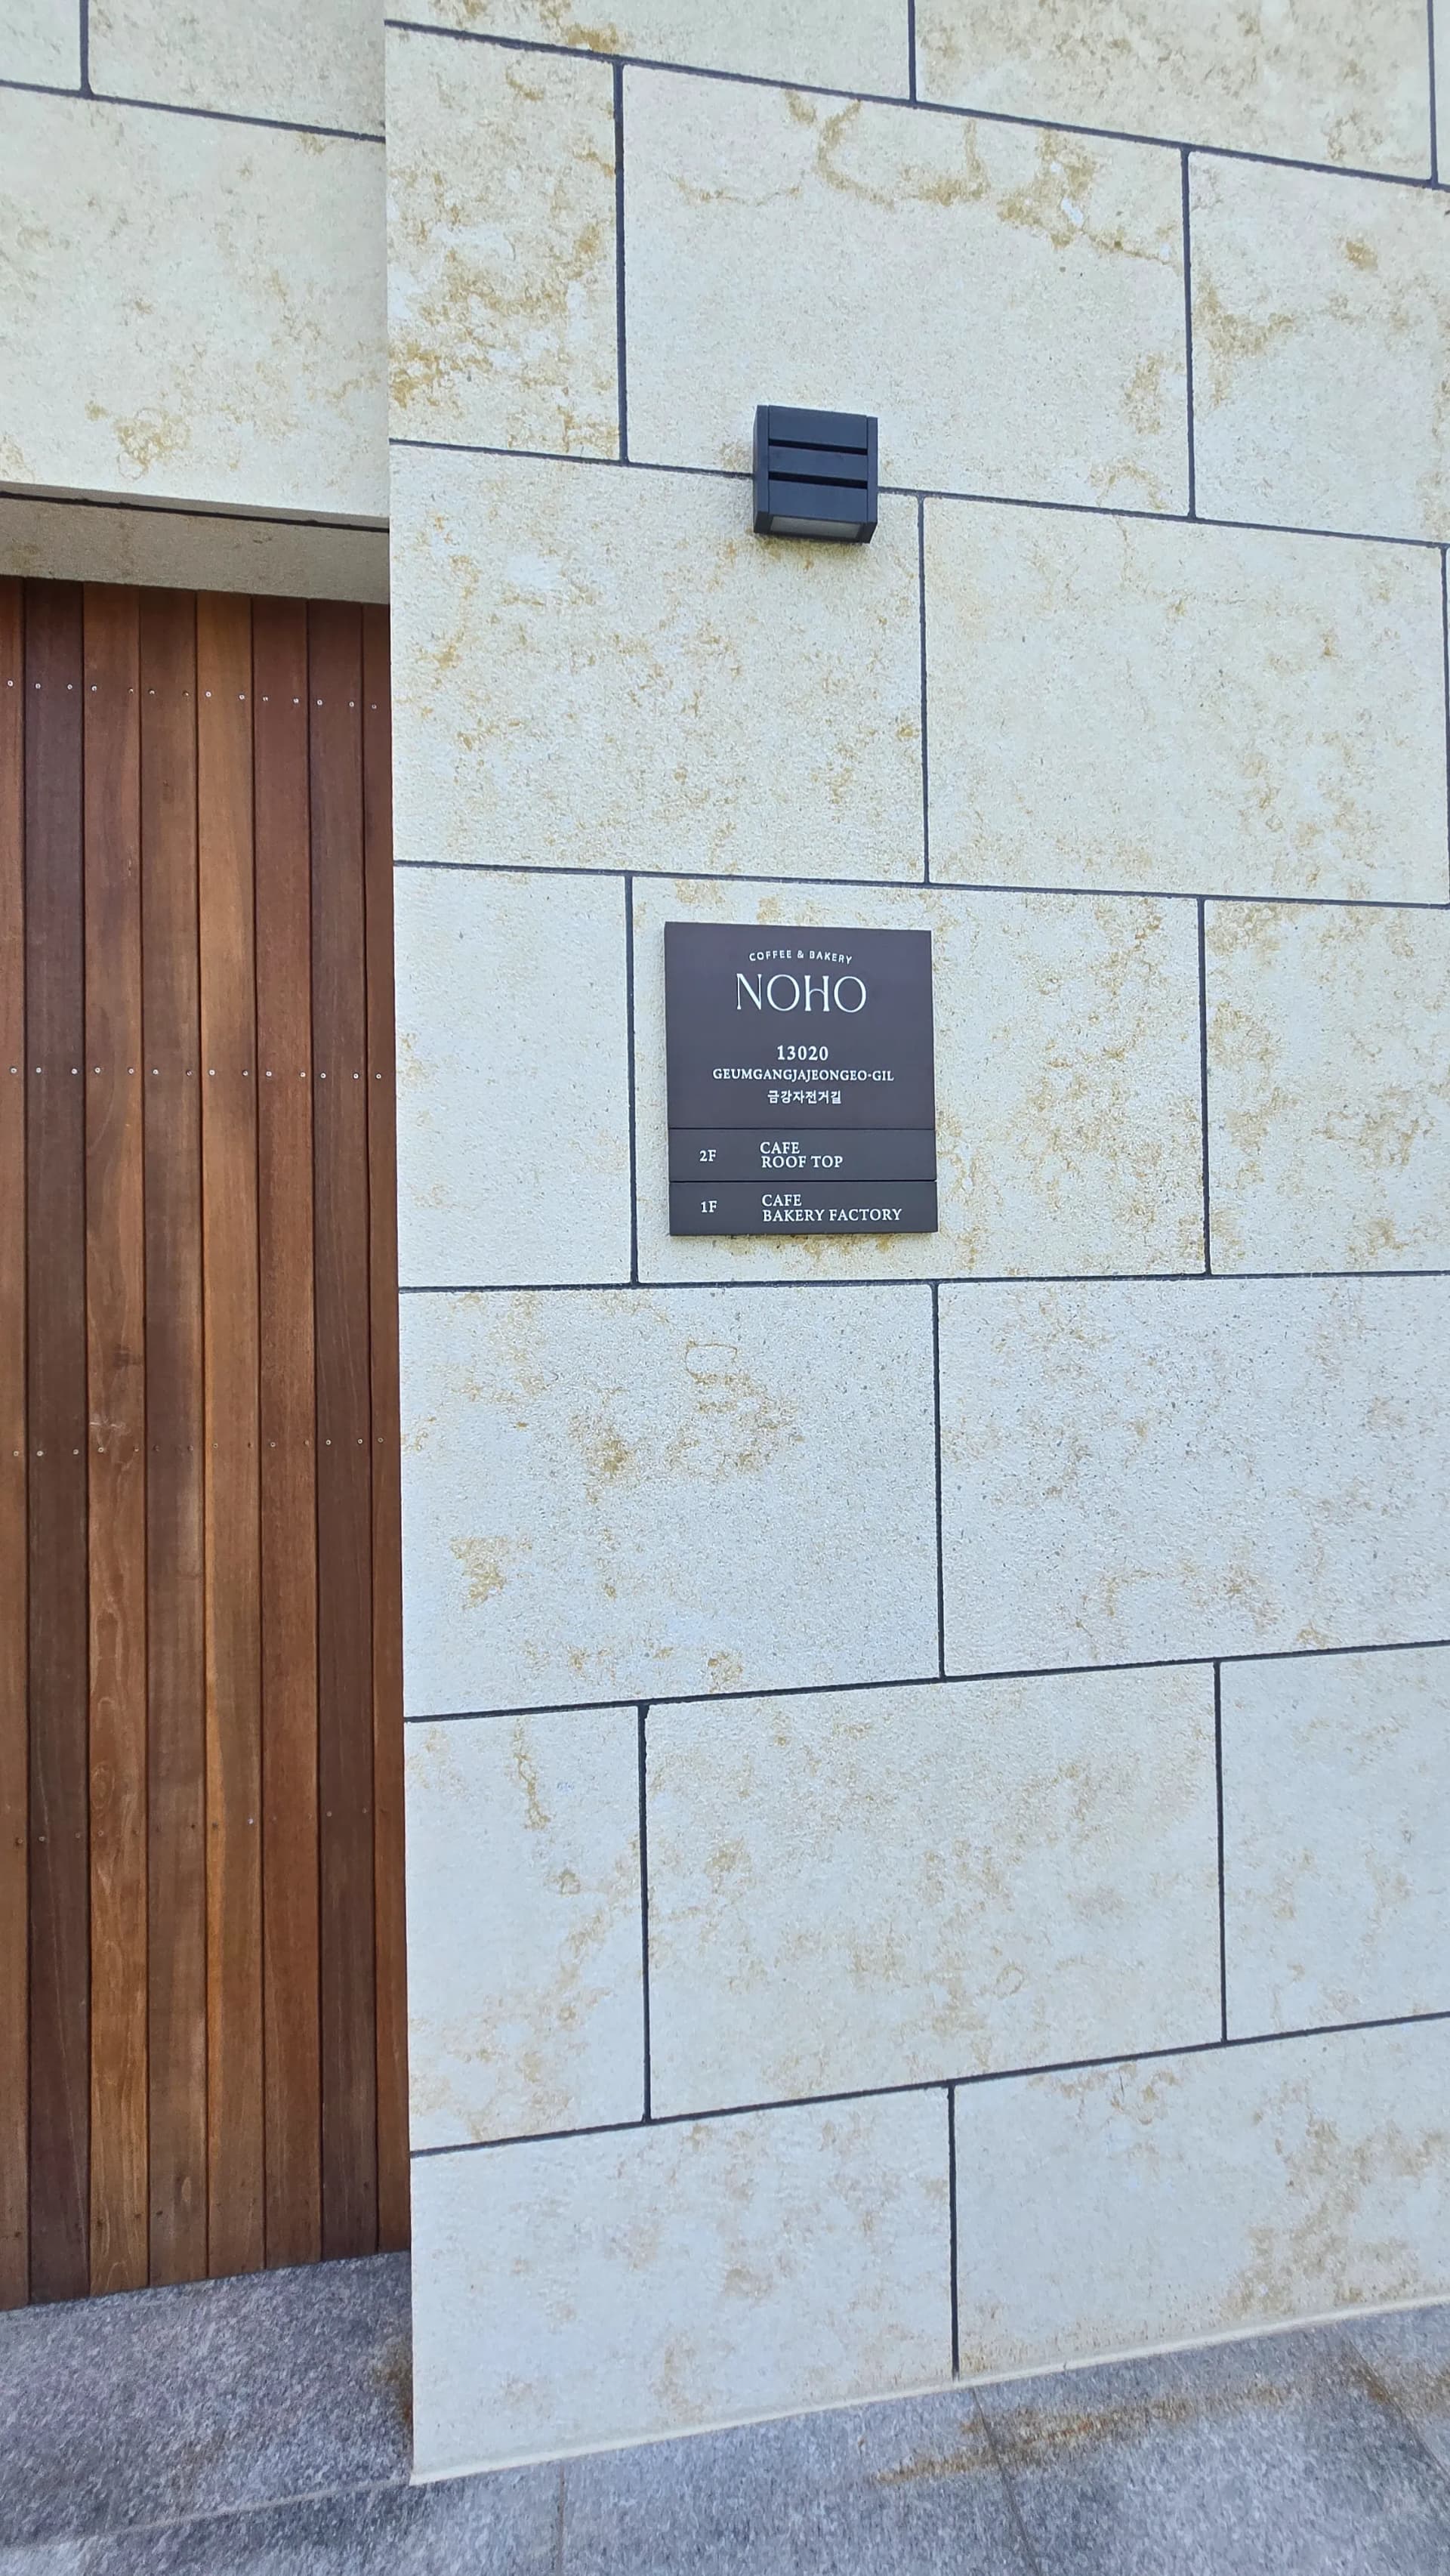 COFFEE & BAKERY
NOHO
13020
GEUMGANGJAJEONGEO-GIL
금강자전거길
2F CAFE
ROOF TOP
1F CAFE
BAKERY FACTORY